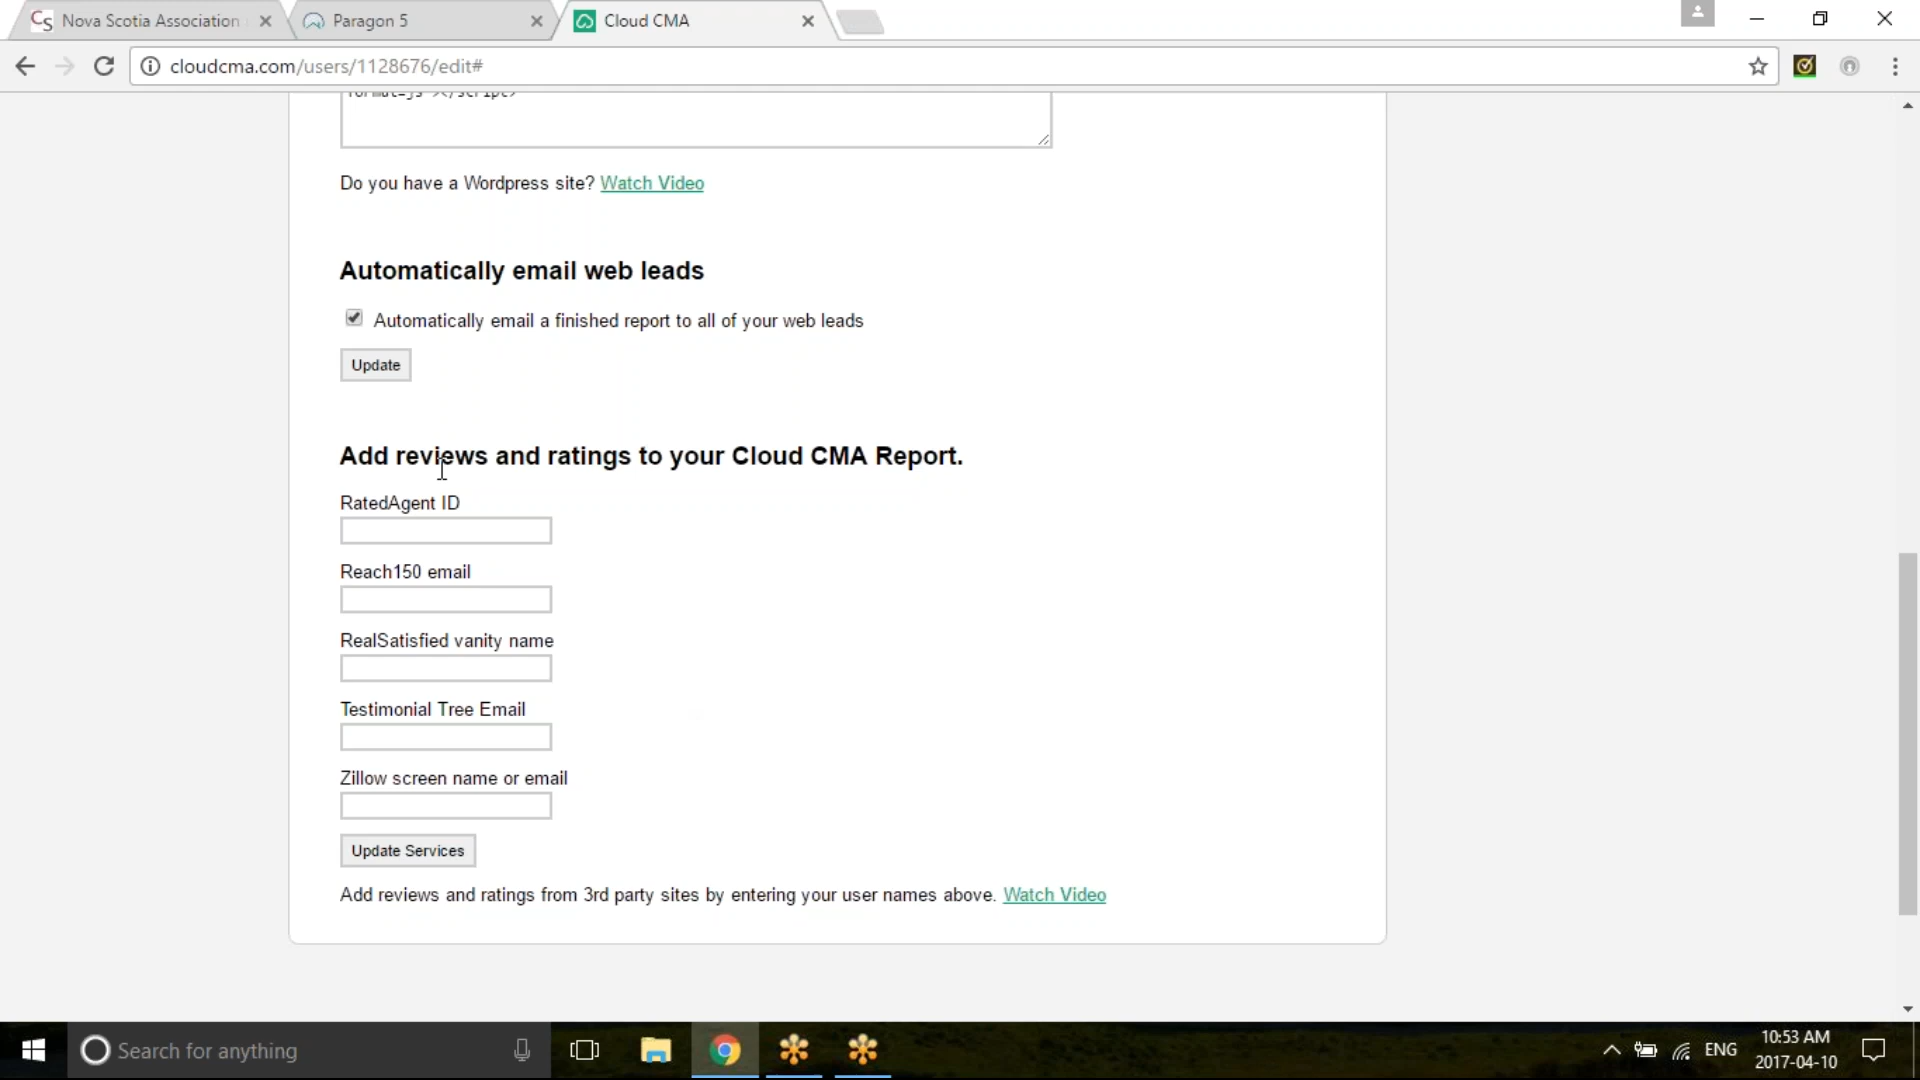 Nova Scotia Association
Paragon 5
Cloud CMA
cloudcma.com/users/1128676/edit#
format=js"></script>
Do you have a Wordpress site? Watch Video
Automatically email web leads
Automatically email a finished report to all of your web leads
Update
Add reviews and ratings to your Cloud CMA Report.
RatedAgent ID
Reach150 email
RealSatisfied vanity name
Testimonial Tree Email
Zillow screen name or email
Update Services
Add reviews and ratings from 3rd party sites by entering your user names above. Watch Video
Search for anything
ENG
10:53 AM
2017-04-10